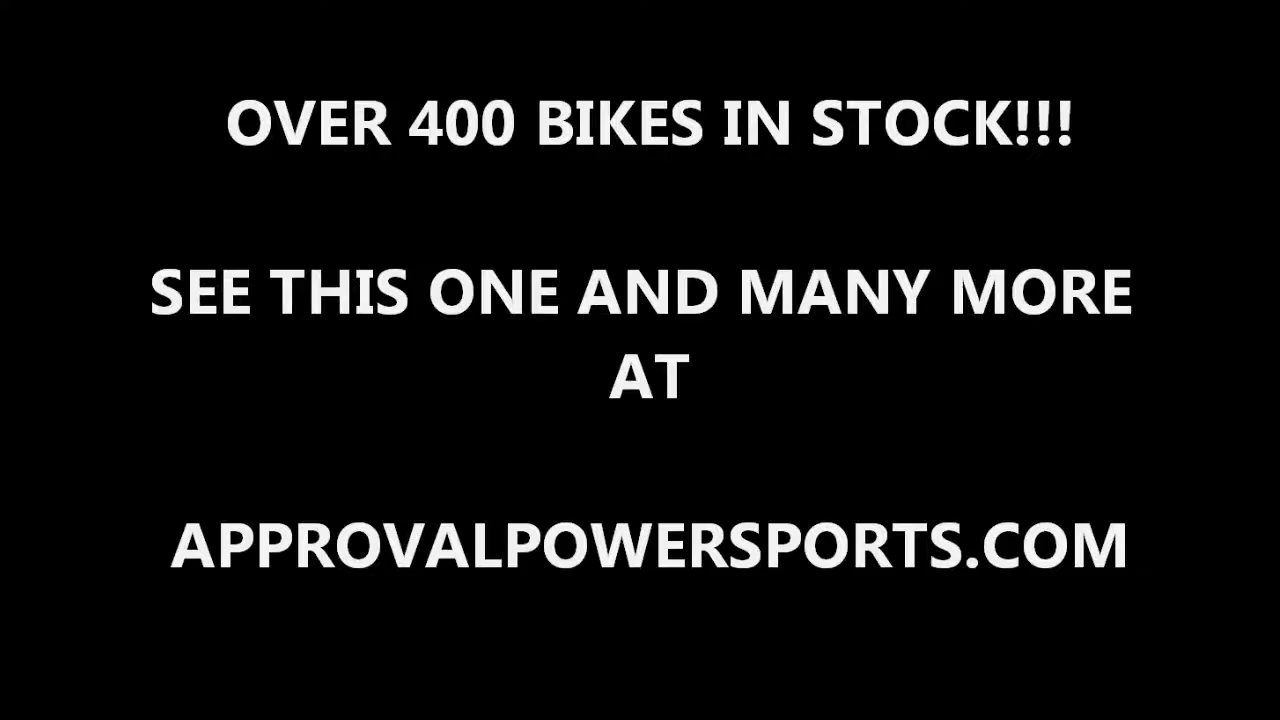 OVER 400 BIKES IN STOCK!!!
SEE THIS ONE AND MANY MORE
AT
APPROVALPOWERSPORTS.COM